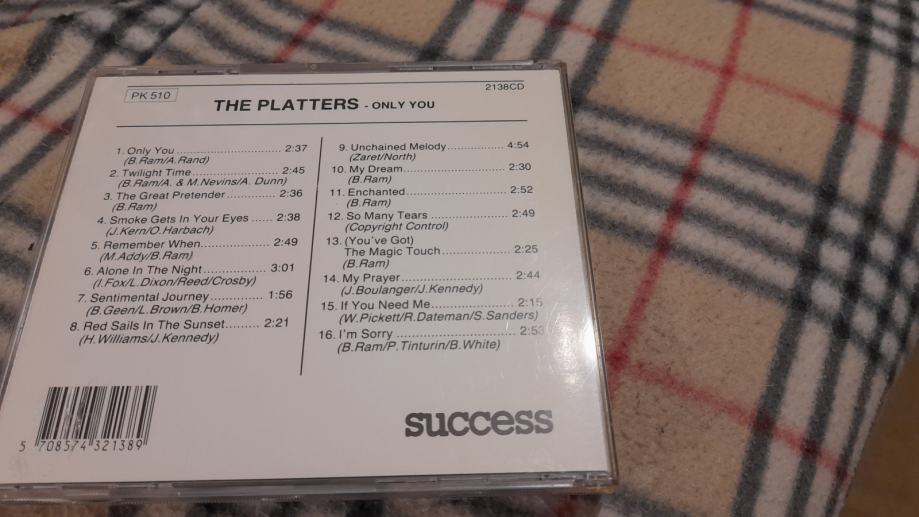 PK 510
2138CD
THE PLATTERS - ONLY YOU
1. Only You .......................... 2:37
(B.Ram/A.Rand)
2. Twilight Time ..................... 2:45
(B.Ram/A. & M.Nevins/A. Dunn)
3. The Great Pretender ............. 2:36
(B.Ram)
4. Smoke Gets In Your Eyes ...... 2:38
(J.Kern/O.Harbach)
5. Remember When................. 2:49
(M.Addy/B.Ram)
6. Alone In The Night ................ 3:01
(I.Fox/L.Dixon/Reed/Crosby)
7. Sentimental Journey ............. 1:56
(B.Geen/L.Brown/B.Homer)
8. Red Sails In The Sunset......... 2:21
(H.Williams/J.Kennedy)
9. Unchained Melody................ 4:54
(Zaret/North)
10. My Dream.......................... 2:30
(B.Ram)
11. Enchanted.......................... 2:52
(B.Ram)
12. So Many Tears .................... 2:49
(Copyright Control)
13. (You've Got)
The Magic Touch................. 2:25
(B.Ram)
14. My Prayer........................... 2:44
(J.Boulanger/J.Kennedy)
15. If You Need Me.................... 2:15
(W.Pickett/R.Dateman/S.Sanders)
16. I'm Sorry ............................ 2:53
(B.Ram/P.Tinturin/B.White)
5 708574 321389
success